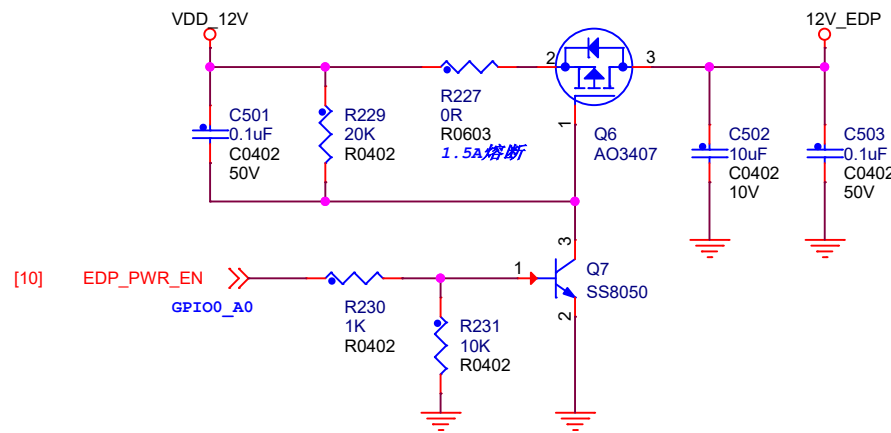 VDD_12V
12V_EDP
2
3
C501
0.1uF
C0402
50V
R229
20K
R0402
R227
0R
R0603
1.5A熔断
1
Q6
AO3407
C502
10uF
C0402
10V
C503
0.1uF
C0402
50V
[10]
EDP_PWR_EN
GPIO0_A0
R230
1K
R0402
R231
10K
R0402
1
3
Q7
SS8050
2